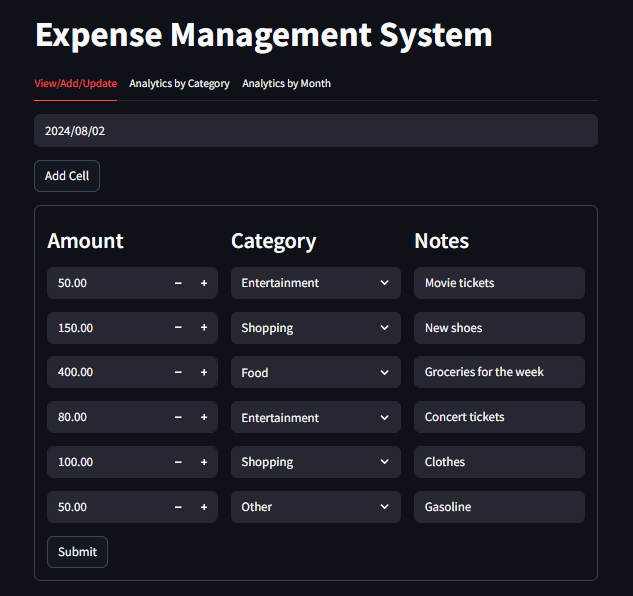 Expense Management System
View/Add/Update Analytics by Category Analytics by Month
2024/08/02
Add Cell
Amount Category Notes
50.00 − + Entertainment Movie tickets
150.00 − + Shopping New shoes
400.00 − + Food Groceries for the week
80.00 − + Entertainment Concert tickets
100.00 − + Shopping Clothes
50.00 − + Other Gasoline
Submit